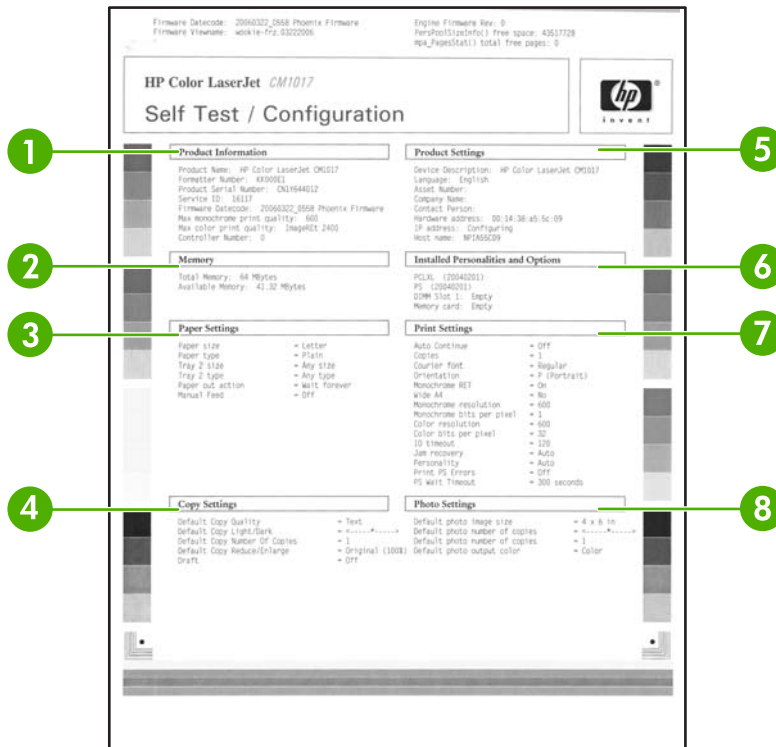 Firmware Datecode: 20060322_0558 Phoenix Firmware
Firmware Viewname: wookie-frz.03222006
Engine Firmware Rev: 0
PersPoolSizeInfo() free space: 43517728
mpa_PagesStat() total free pages: 0
HP Color LaserJet CM1017
Self Test / Configuration
hp
®
invent
1
Product Information
Product Name: HP Color LaserJet CM1017
Formatter Number: KK000E1
Product Serial Number: CN1Y644012
Service ID: 16117
Firmware Datecode: 20060322_0558 Phoenix Firmware
Max monochrome print quality: 600
Max color print quality: ImageREt 2400
Controller Number: 0
5
Product Settings
Device Description: HP Color LaserJet CM1017
Language: English
Asset Number:
Company Name:
Contact Person:
Hardware address: 00:14:38:a5:5c:09
IP address: Configuring
Host name: NPIA55C09
2
Memory
Total Memory: 64 MBytes
Available Memory: 41.32 MBytes
6
Installed Personalities and Options
PCLXL (20040201)
PS (20040201)
DIMM Slot 1: Empty
Memory card: Empty
3
Paper Settings
Paper size = Letter
Paper type = Plain
Tray 2 size = Any size
Tray 2 type = Any type
Paper out action = Wait forever
Manual Feed = Off
7
Print Settings
Auto Continue = Off
Copies = 1
Courier font = Regular
Orientation = P (Portrait)
Monochrome RET = On
Wide A4 = No
Monochrome resolution = 600
Monochrome bits per pixel = 1
Color resolution = 600
Color bits per pixel = 32
IO timeout = 120
Jam recovery = Auto
Personality = Auto
Print PS Errors = Off
PS Wait Timeout = 300 seconds
4
Copy Settings
Default Copy Quality = Text
Default Copy Light/Dark = <-----*----->
Default Copy Number Of Copies = 1
Default Copy Reduce/Enlarge = Original (100%)
Draft = Off
8
Photo Settings
Default photo image size = 4 x 6 in
Default photo number of copies = <-----*----->
Default photo number of copies = 1
Default photo output color = Color